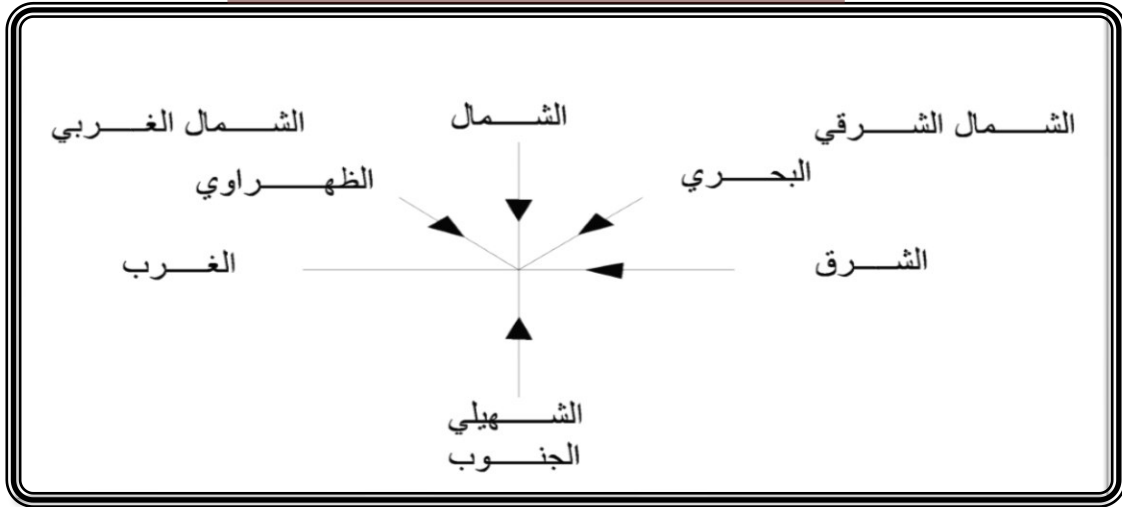 الشمال
الشمال الشرقي
الشمال الغربي
البحري
الظهراوي
الشرق
الغرب
الشهيلي
الجنوب